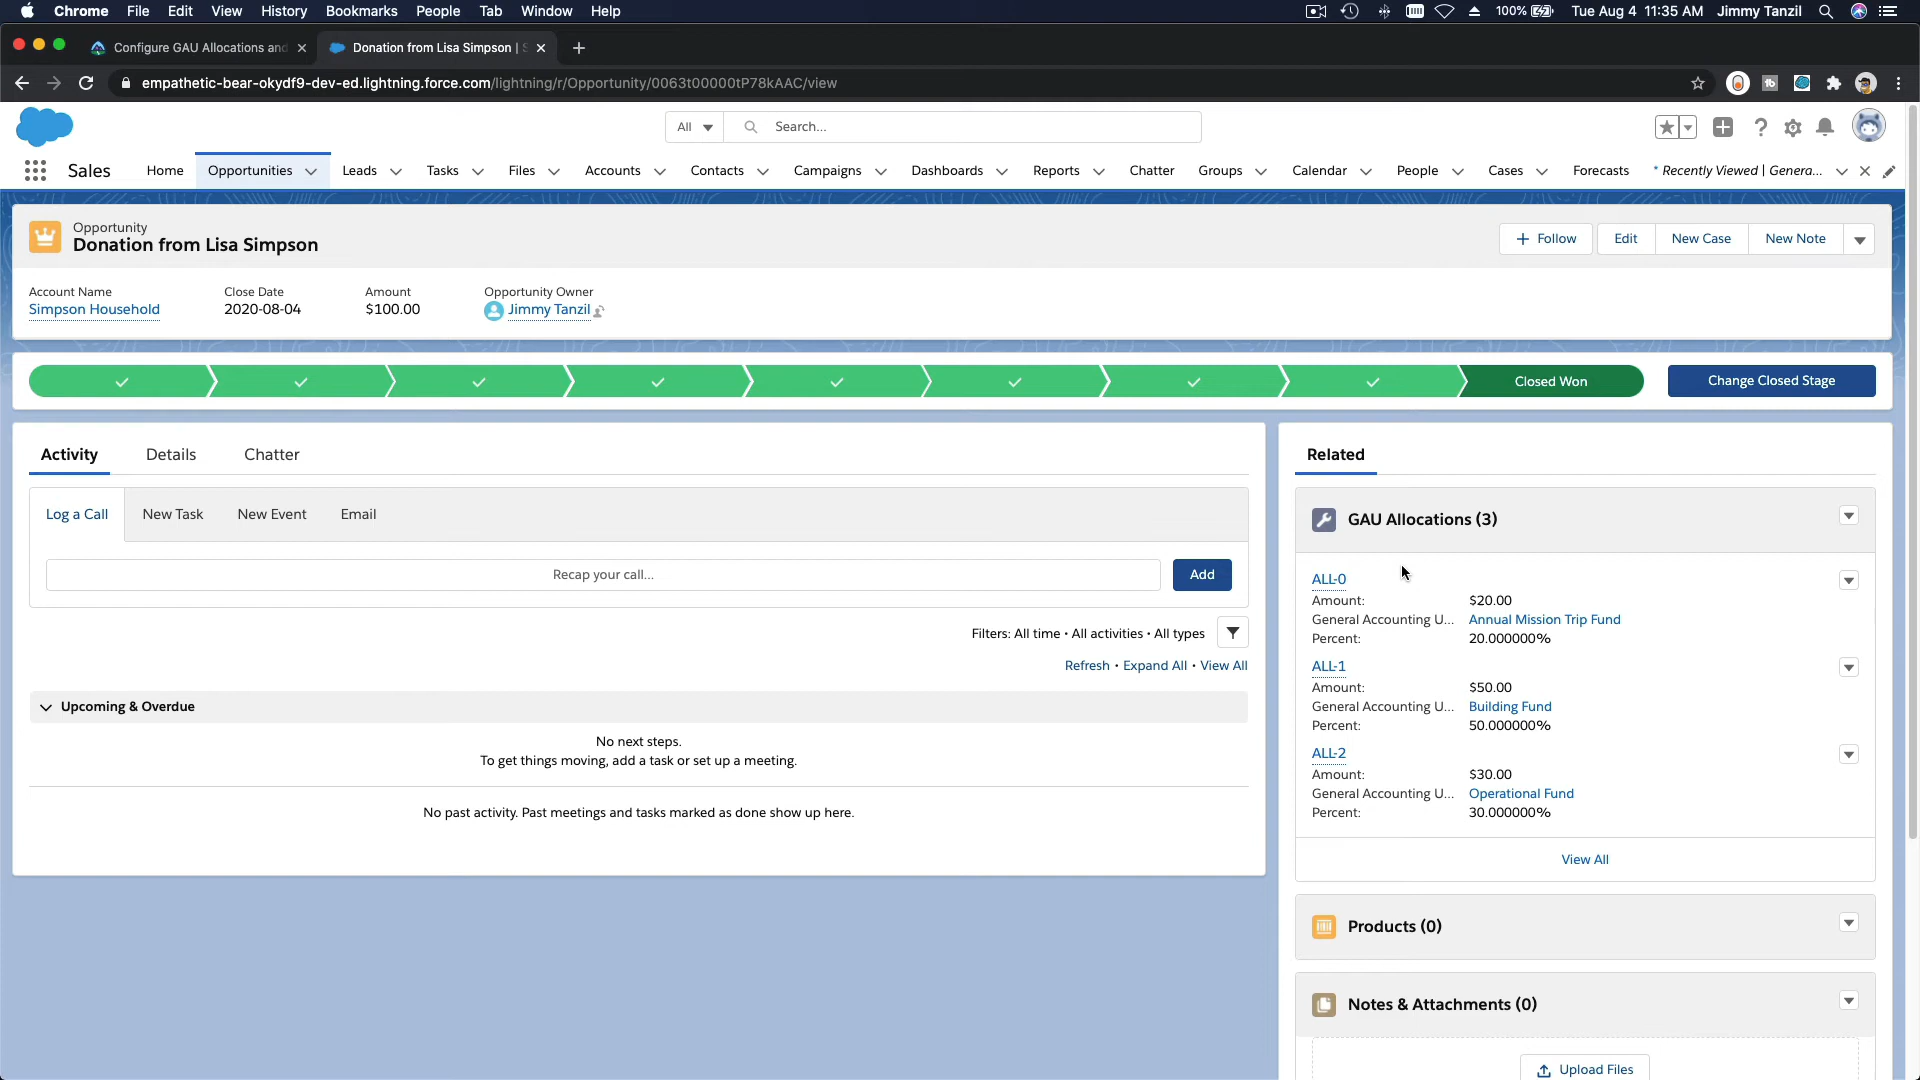 Chrome File Edit View History Bookmarks People Tab Window Help 100% Tue Aug 4 11:35 AM Jimmy Tanzil
Configure GAU Allocations and Donation from Lisa Simpson | S
empathetic-bear-okydf9-dev-ed.lightning.force.com/lightning/r/Opportunity/0063t00000tP78kAAC/view
All Search...
Sales Home Opportunities Leads Tasks Files Accounts Contacts Campaigns Dashboards Reports Chatter Groups Calendar People Cases Forecasts * Recently Viewed | Genera...
Opportunity
Donation from Lisa Simpson
+ Follow Edit New Case New Note
Account Name Close Date Amount Opportunity Owner
Simpson Household 2020-08-04 $100.00 Jimmy Tanzil
Closed Won Change Closed Stage
Activity Details Chatter
Log a Call New Task New Event Email
Recap your call... Add
Filters: All time • All activities • All types
Refresh • Expand All • View All
Upcoming & Overdue
No next steps.
To get things moving, add a task or set up a meeting.
No past activity. Past meetings and tasks marked as done show up here.
Related
GAU Allocations (3)
ALL-0
Amount: $20.00
General Accounting U... Annual Mission Trip Fund
Percent: 20.000000%
ALL-1
Amount: $50.00
General Accounting U... Building Fund
Percent: 50.000000%
ALL-2
Amount: $30.00
General Accounting U... Operational Fund
Percent: 30.000000%
View All
Products (0)
Notes & Attachments (0)
Upload Files